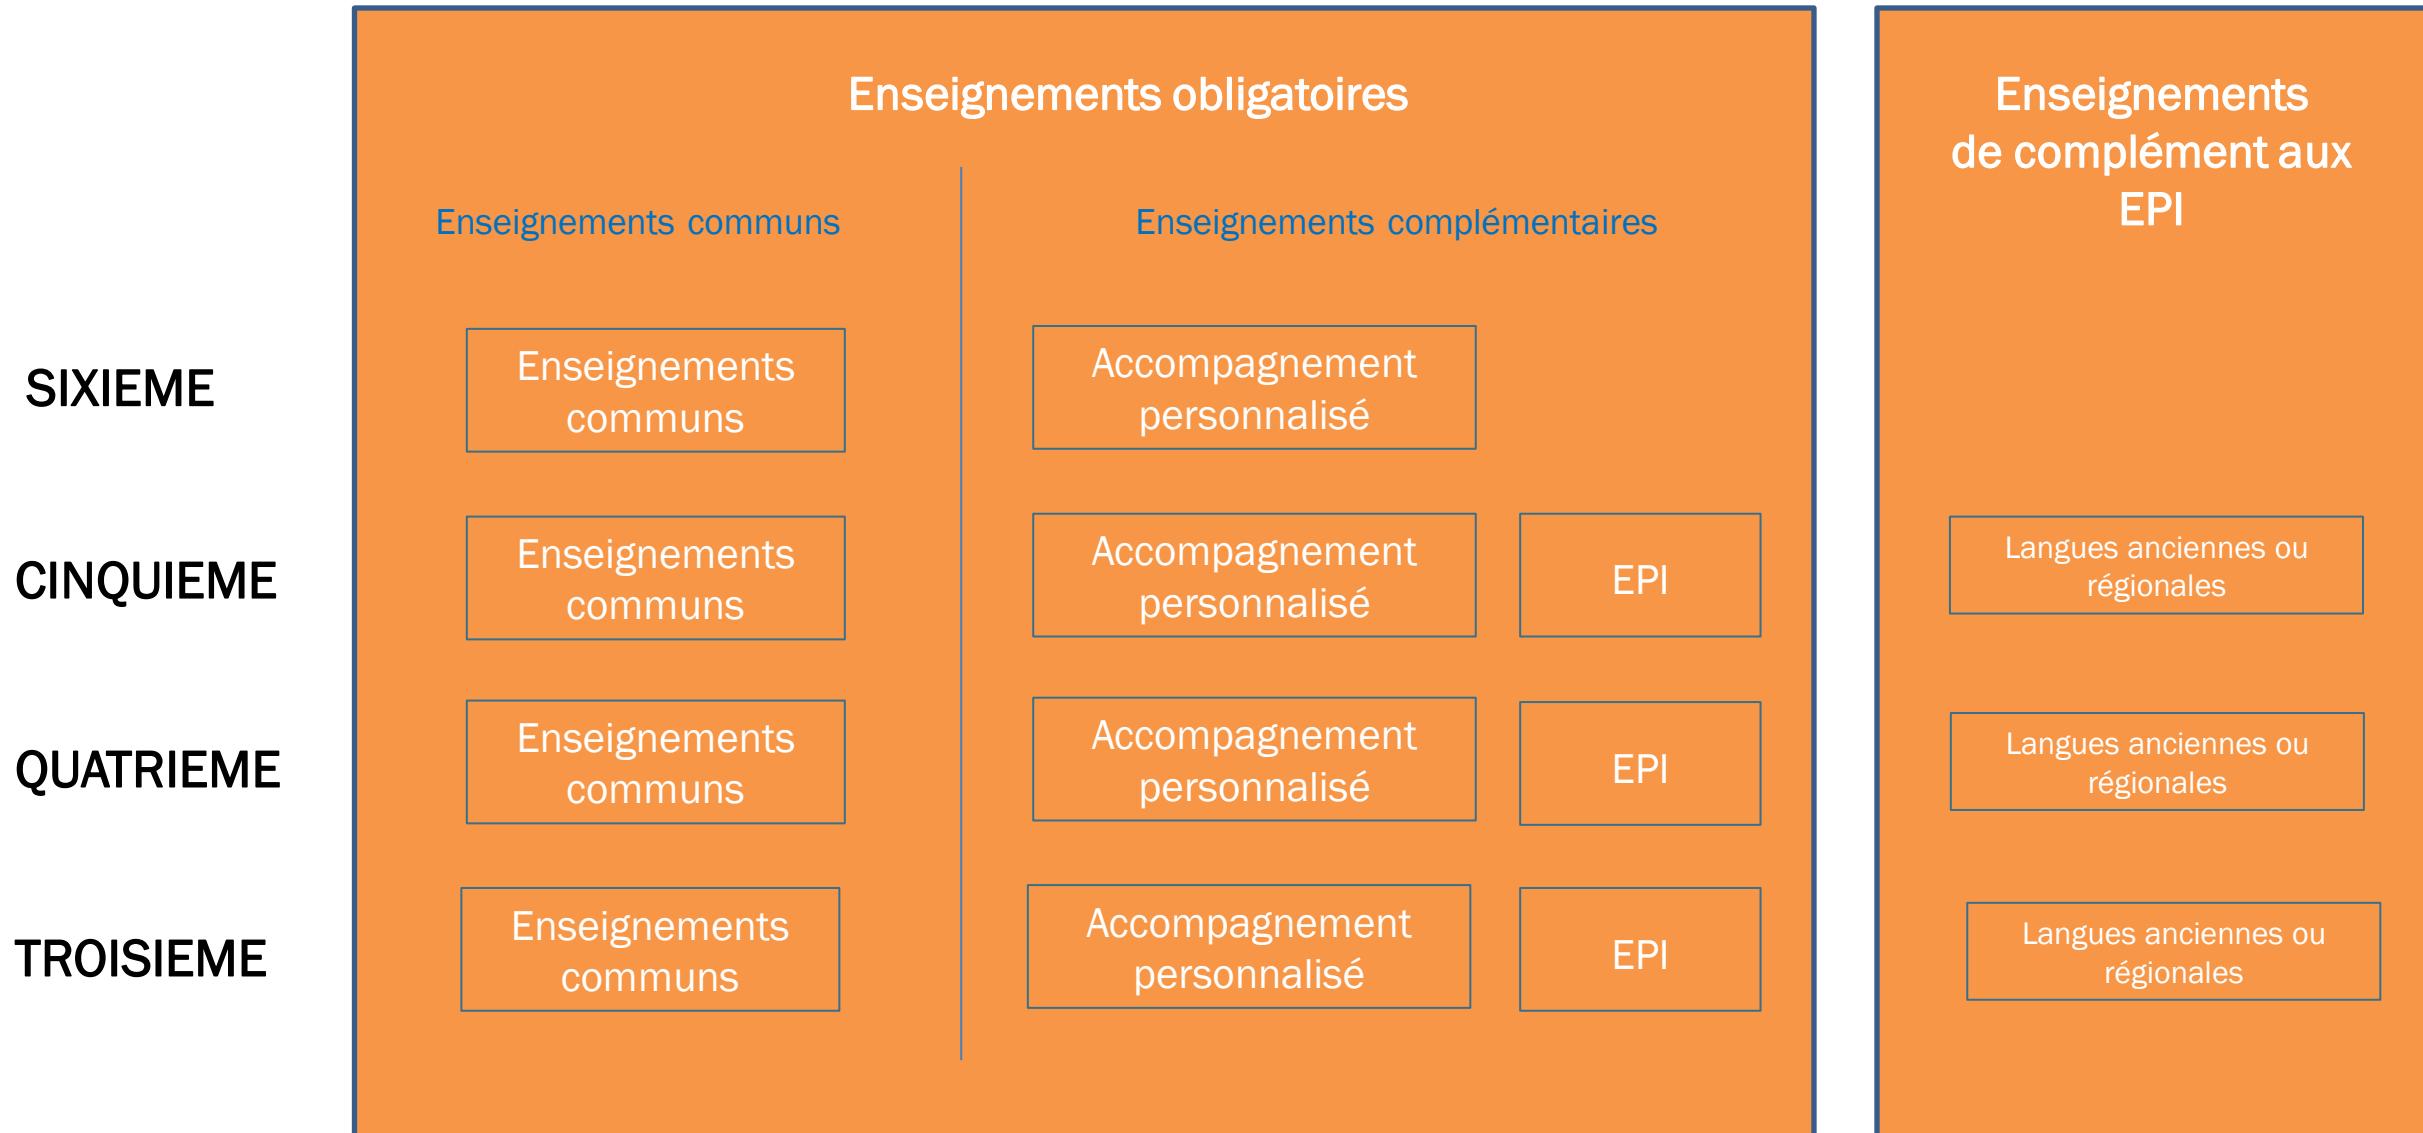 Enseignements obligatoires
Enseignements communs
Enseignements complémentaires
Enseignements
de complément aux
EPI
SIXIEME
Enseignements
communs
Accompagnement
personnalisé
CINQUIEME
Enseignements
communs
Accompagnement
personnalisé
EPI
Langues anciennes ou
régionales
QUATRIEME
Enseignements
communs
Accompagnement
personnalisé
EPI
Langues anciennes ou
régionales
TROISIEME
Enseignements
communs
Accompagnement
personnalisé
EPI
Langues anciennes ou
régionales